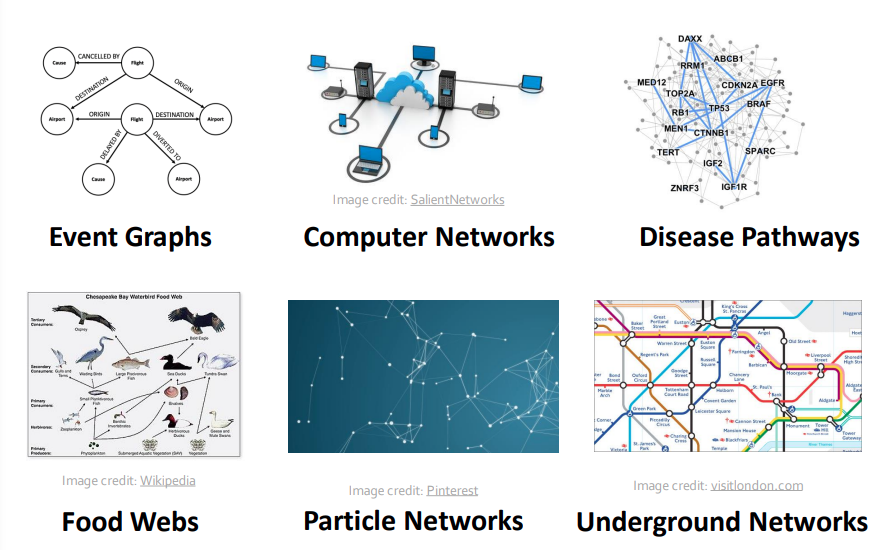 CANCELLED BY
Cause
Flight
DESTINATION
ORIGIN
Airport
ORIGIN
Flight
DESTINATION
Airport
DELAYED BY
DIVERTED TO
Cause
Airport
Image credit: SalientNetworks
DAXX
ABCB1
RRM1
MED12
CDKN2A
EGFR
TOP2A
BRAF
RB1
TP53
MEN1
CTNNB1
TERT
SPARC
IGF2
ZNRF3
IGF1R
Event Graphs
Computer Networks
Disease Pathways
Chesapeake Bay Waterbird Food Web
Tertiary
Consumers:
Osprey
Bald Eagle
Secondary
Consumers:
Gulls and
Terns
Wading Birds
Large Piscivorous
Fish
Sea Ducks
Tundra Swan
Primary
Consumers:
Small Planktivorous
Fish
Bivalves
Herbivores:
Zooplankton
Benthic
Invertebrates
Herbivorous
Ducks
Geese and
Mute Swans
Primary
Producers:
Phytoplankton
Submerged Aquatic Vegetation (SAV)
Vegetation
King's Cross
St. Pancras
Baker
Street
Great
Portland
Street
Euston
Angel
Warren Street
Euston
Square
Old Street
Regent's Park
Russell
Square
Farringdon
Barbican
Liverpool
Street
Moorgate
Bond
Street
Oxford
Circus
Goodge
Street
Tottenham
Court Road
Holborn
Chancery
Lane
St. Paul's
Bank
Aldgate
Marble
Arch
Green Park
Piccadilly
Circus
Covent Garden
Leicester Square
Cannon Street
Mansion House
Monument
Tower
Hill
Tower
Gateway
Charing
Cross
Blackfriars
Temple
St. James's
Park
Victoria
Image credit: Wikipedia
Image credit: Pinterest
Image credit: visitlondon.com
Food Webs
Particle Networks
Underground Networks